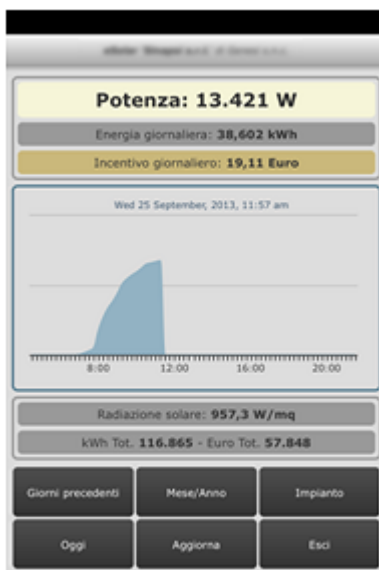 Potenza: 13.421 W
Energia giornaliera: 38,602 kWh
Incentivo giornaliero: 19,11 Euro
Wed 25 September, 2013, 11:57 am
8:00 12:00 16:00 20:00
Radiazione solare: 957,3 W/mq
kWh Tot. 116.865 - Euro Tot. 57.848
Giorni precedenti Mese/Anno Impianto
Oggi Aggiorna Esci